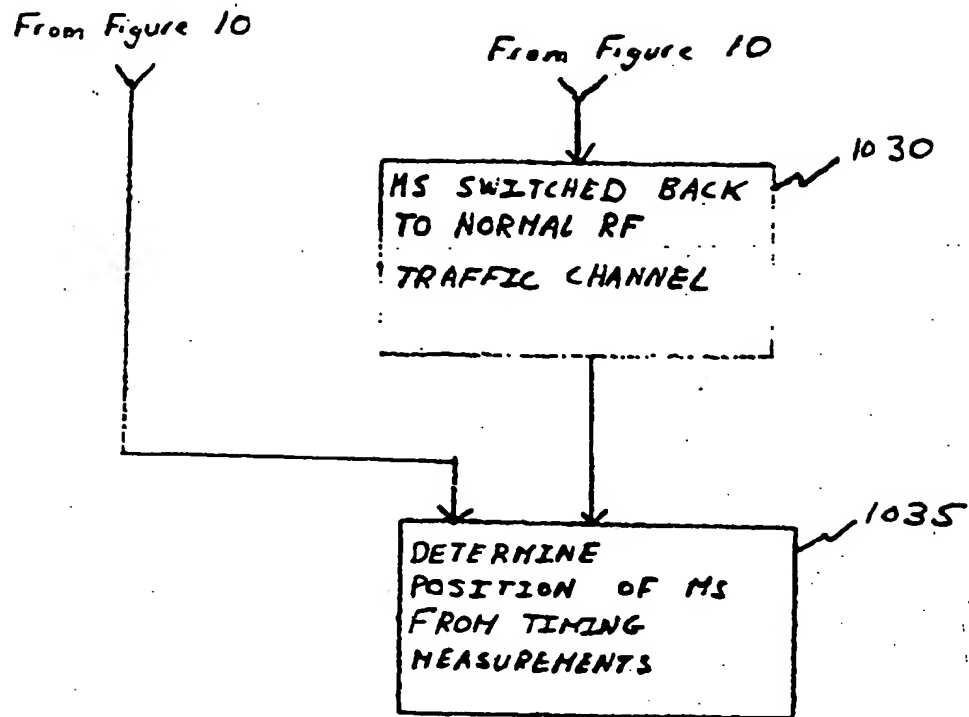 From Figure 10
From Figure 10
1030
MS SWITCHED BACK
TO NORMAL RF
TRAFFIC CHANNEL
1035
DETERMINE
POSITION OF MS
FROM TIMING
MEASUREMENTS